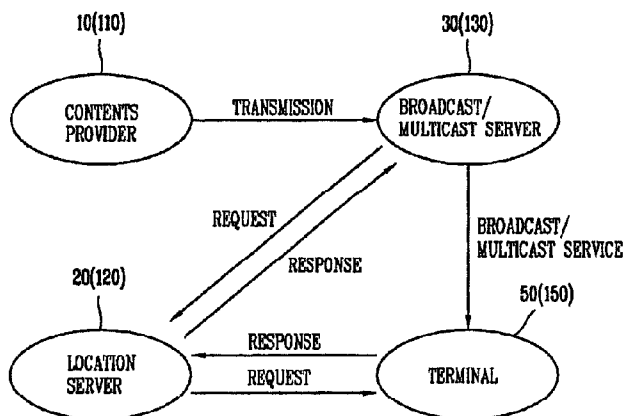 10(110)
30(130)
CONTENTS
PROVIDER
TRANSMISSION
BROADCAST/
MULTICAST SERVER
REQUEST
RESPONSE
BROADCAST/
MULTICAST SERVICE
20(120)
50(150)
LOCATION
SERVER
RESPONSE
REQUEST
TERMINAL